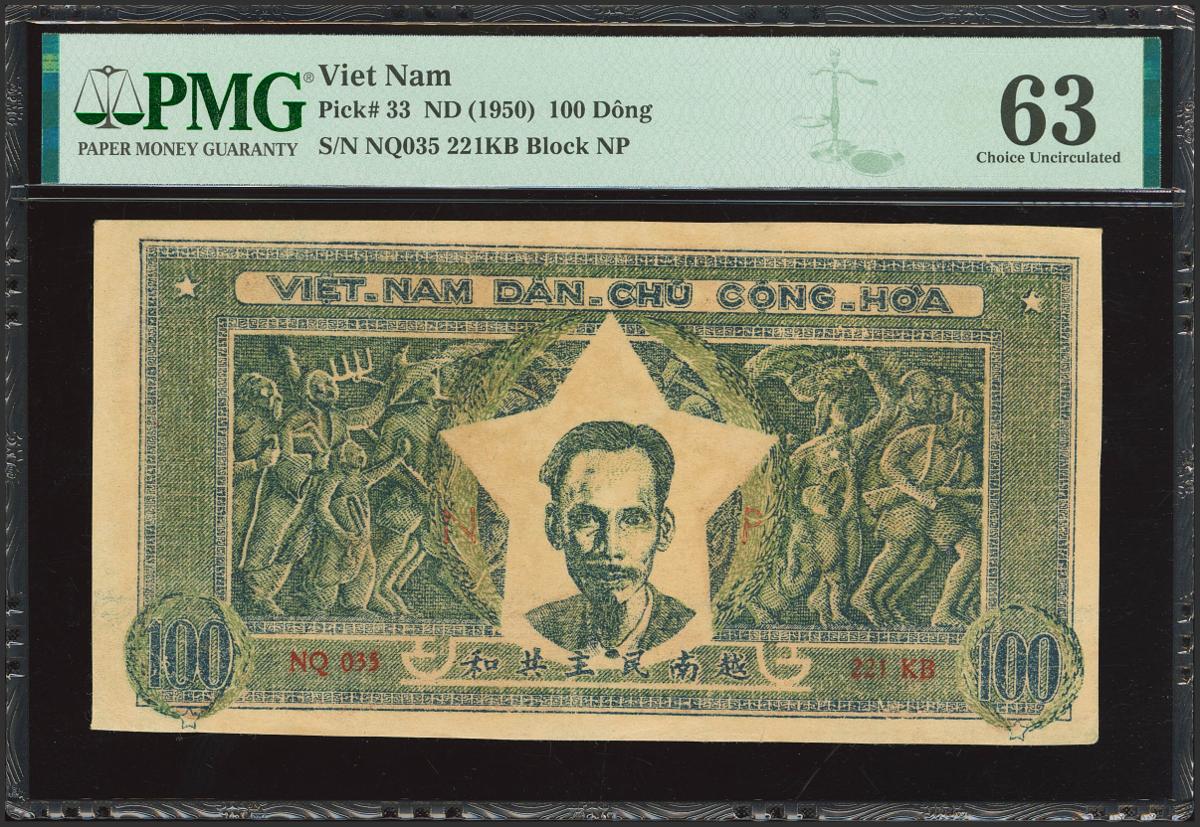 PMG®
PAPER MONEY GUARANTY
Viet Nam
Pick# 33 ND (1950) 100 Dông
S/N NQ035 221KB Block NP
63
Choice Uncirculated
VIỆT-NAM DÂN-CHỦ CỘNG-HÒA
100
NQ 035
和共主民南越
221 KB
100